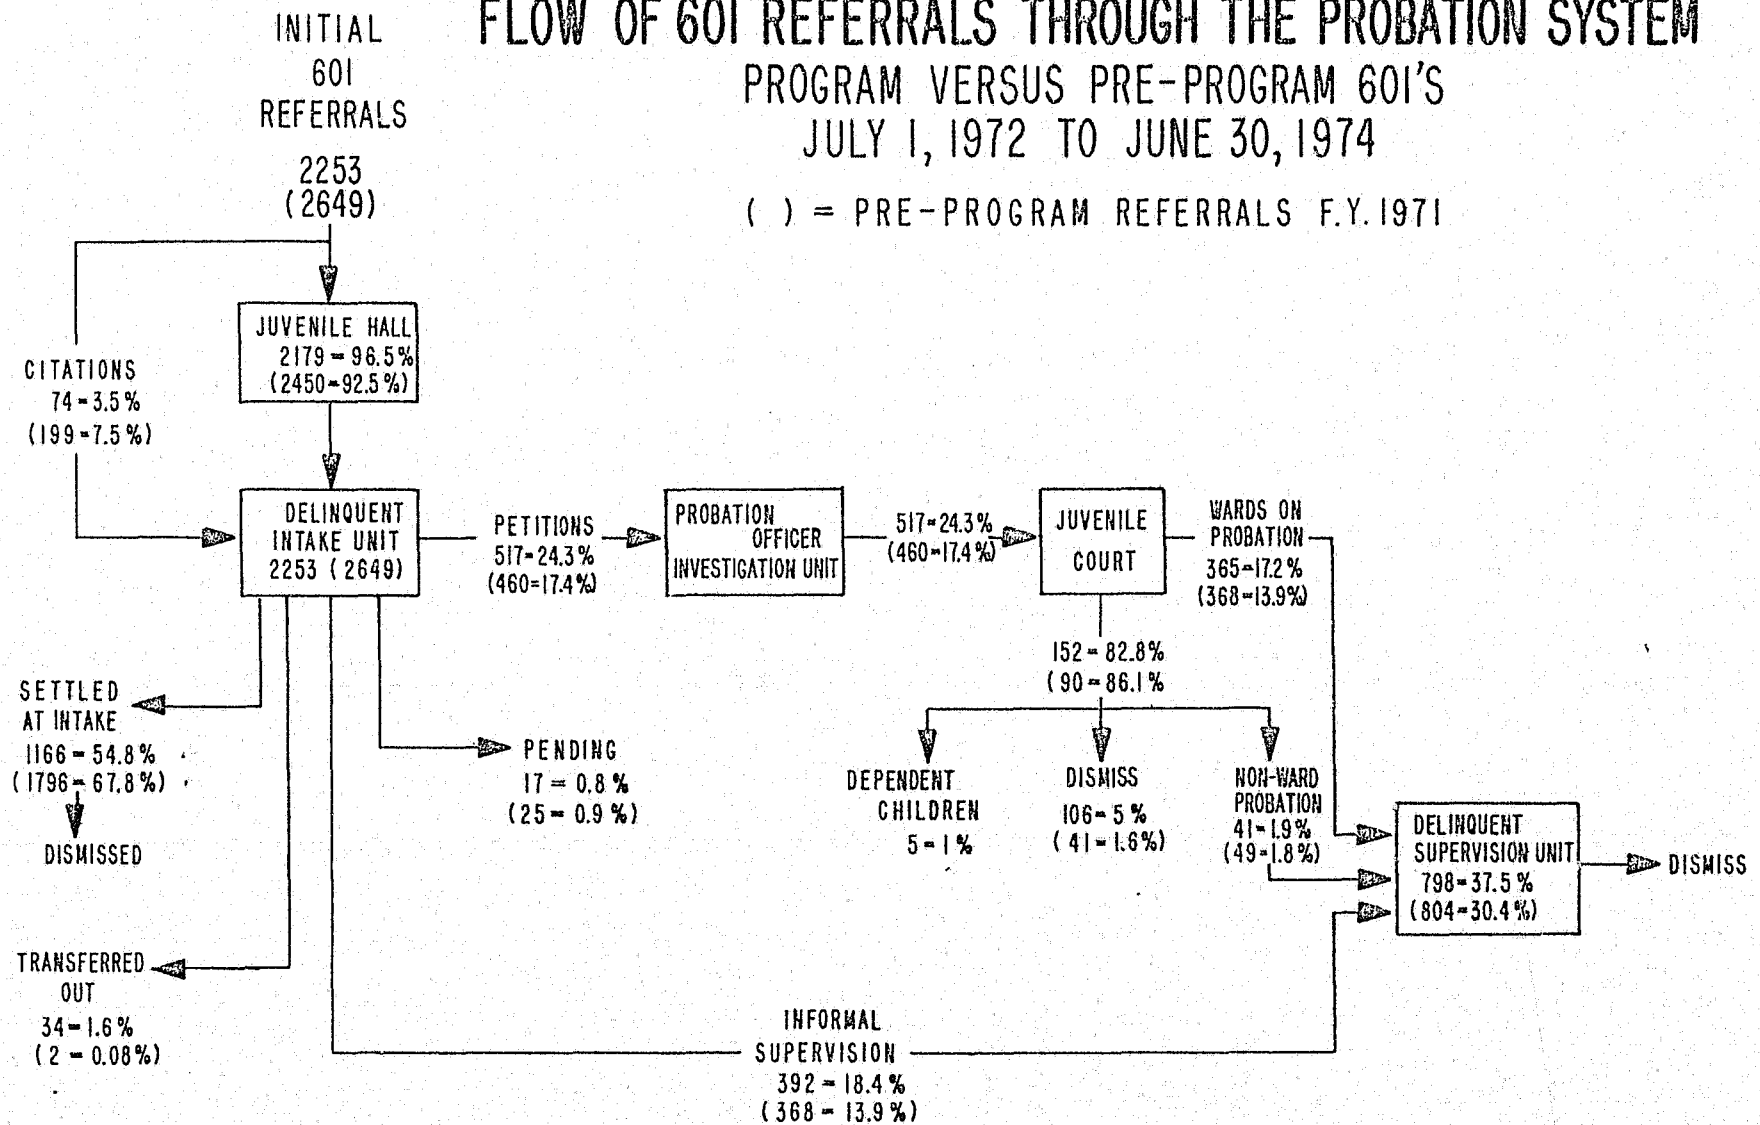 FLOW OF 601 REFERRALS THROUGH THE PROBATION SYSTEM
PROGRAM VERSUS PRE-PROGRAM 601'S
JULY 1, 1972 TO JUNE 30, 1974
( ) = PRE-PROGRAM REFERRALS F.Y. 1971
INITIAL
601
REFERRALS
2253
(2649)
JUVENILE HALL
2179 = 96.5%
(2450=92.5%)
CITATIONS
74=3.5%
(199=7.5%)
DELINQUENT
INTAKE UNIT
2253 (2649)
PETITIONS
517=24.3%
(460=17.4%)
PROBATION
OFFICER
INVESTIGATION UNIT
517=24.3%
(460=17.4%)
JUVENILE
COURT
WARDS ON
PROBATION
365=17.2%
(368=13.9%)
152=82.8%
(90=86.1%
SETTLED
AT INTAKE
1166=54.8%
(1796=67.8%)
DISMISSED
PENDING
17=0.8%
(25=0.9%)
DEPENDENT
CHILDREN
5=1%
DISMISS
106=5%
(41=1.6%)
NON-WARD
PROBATION
41=1.9%
(49=1.8%)
DELINQUENT
SUPERVISION UNIT
798=37.5%
(804=30.4%)
DISMISS
TRANSFERRED
OUT
34=1.6%
(2=0.08%)
INFORMAL
SUPERVISION
392=18.4%
(368=13.9%)